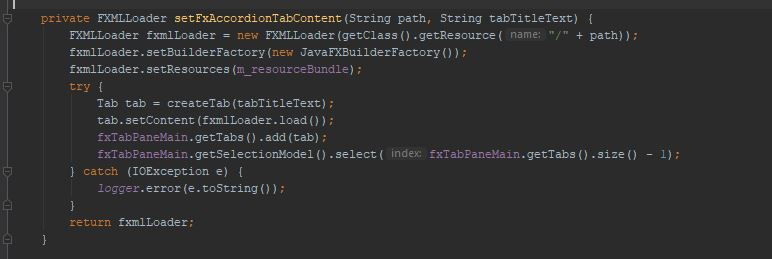 private FXMLLoader setFxAccordionTabContent(String path, String tabTitleText) {
FXMLLoader fxmlLoader = new FXMLLoader(getClass().getResource( name: "/" + path));
fxmlLoader.setBuilderFactory(new JavaFXBuilderFactory());
fxmlLoader.setResources(m_resourceBundle);
try {
Tab tab = createTab(tabTitleText);
tab.setContent(fxmlLoader.load());
fxTabPaneMain.getTabs().add(tab);
fxTabPaneMain.getSelectionModel().select( index: fxTabPaneMain.getTabs().size() - 1);
} catch (IOException e) {
logger.error(e.toString());
}
return fxmlLoader;
}